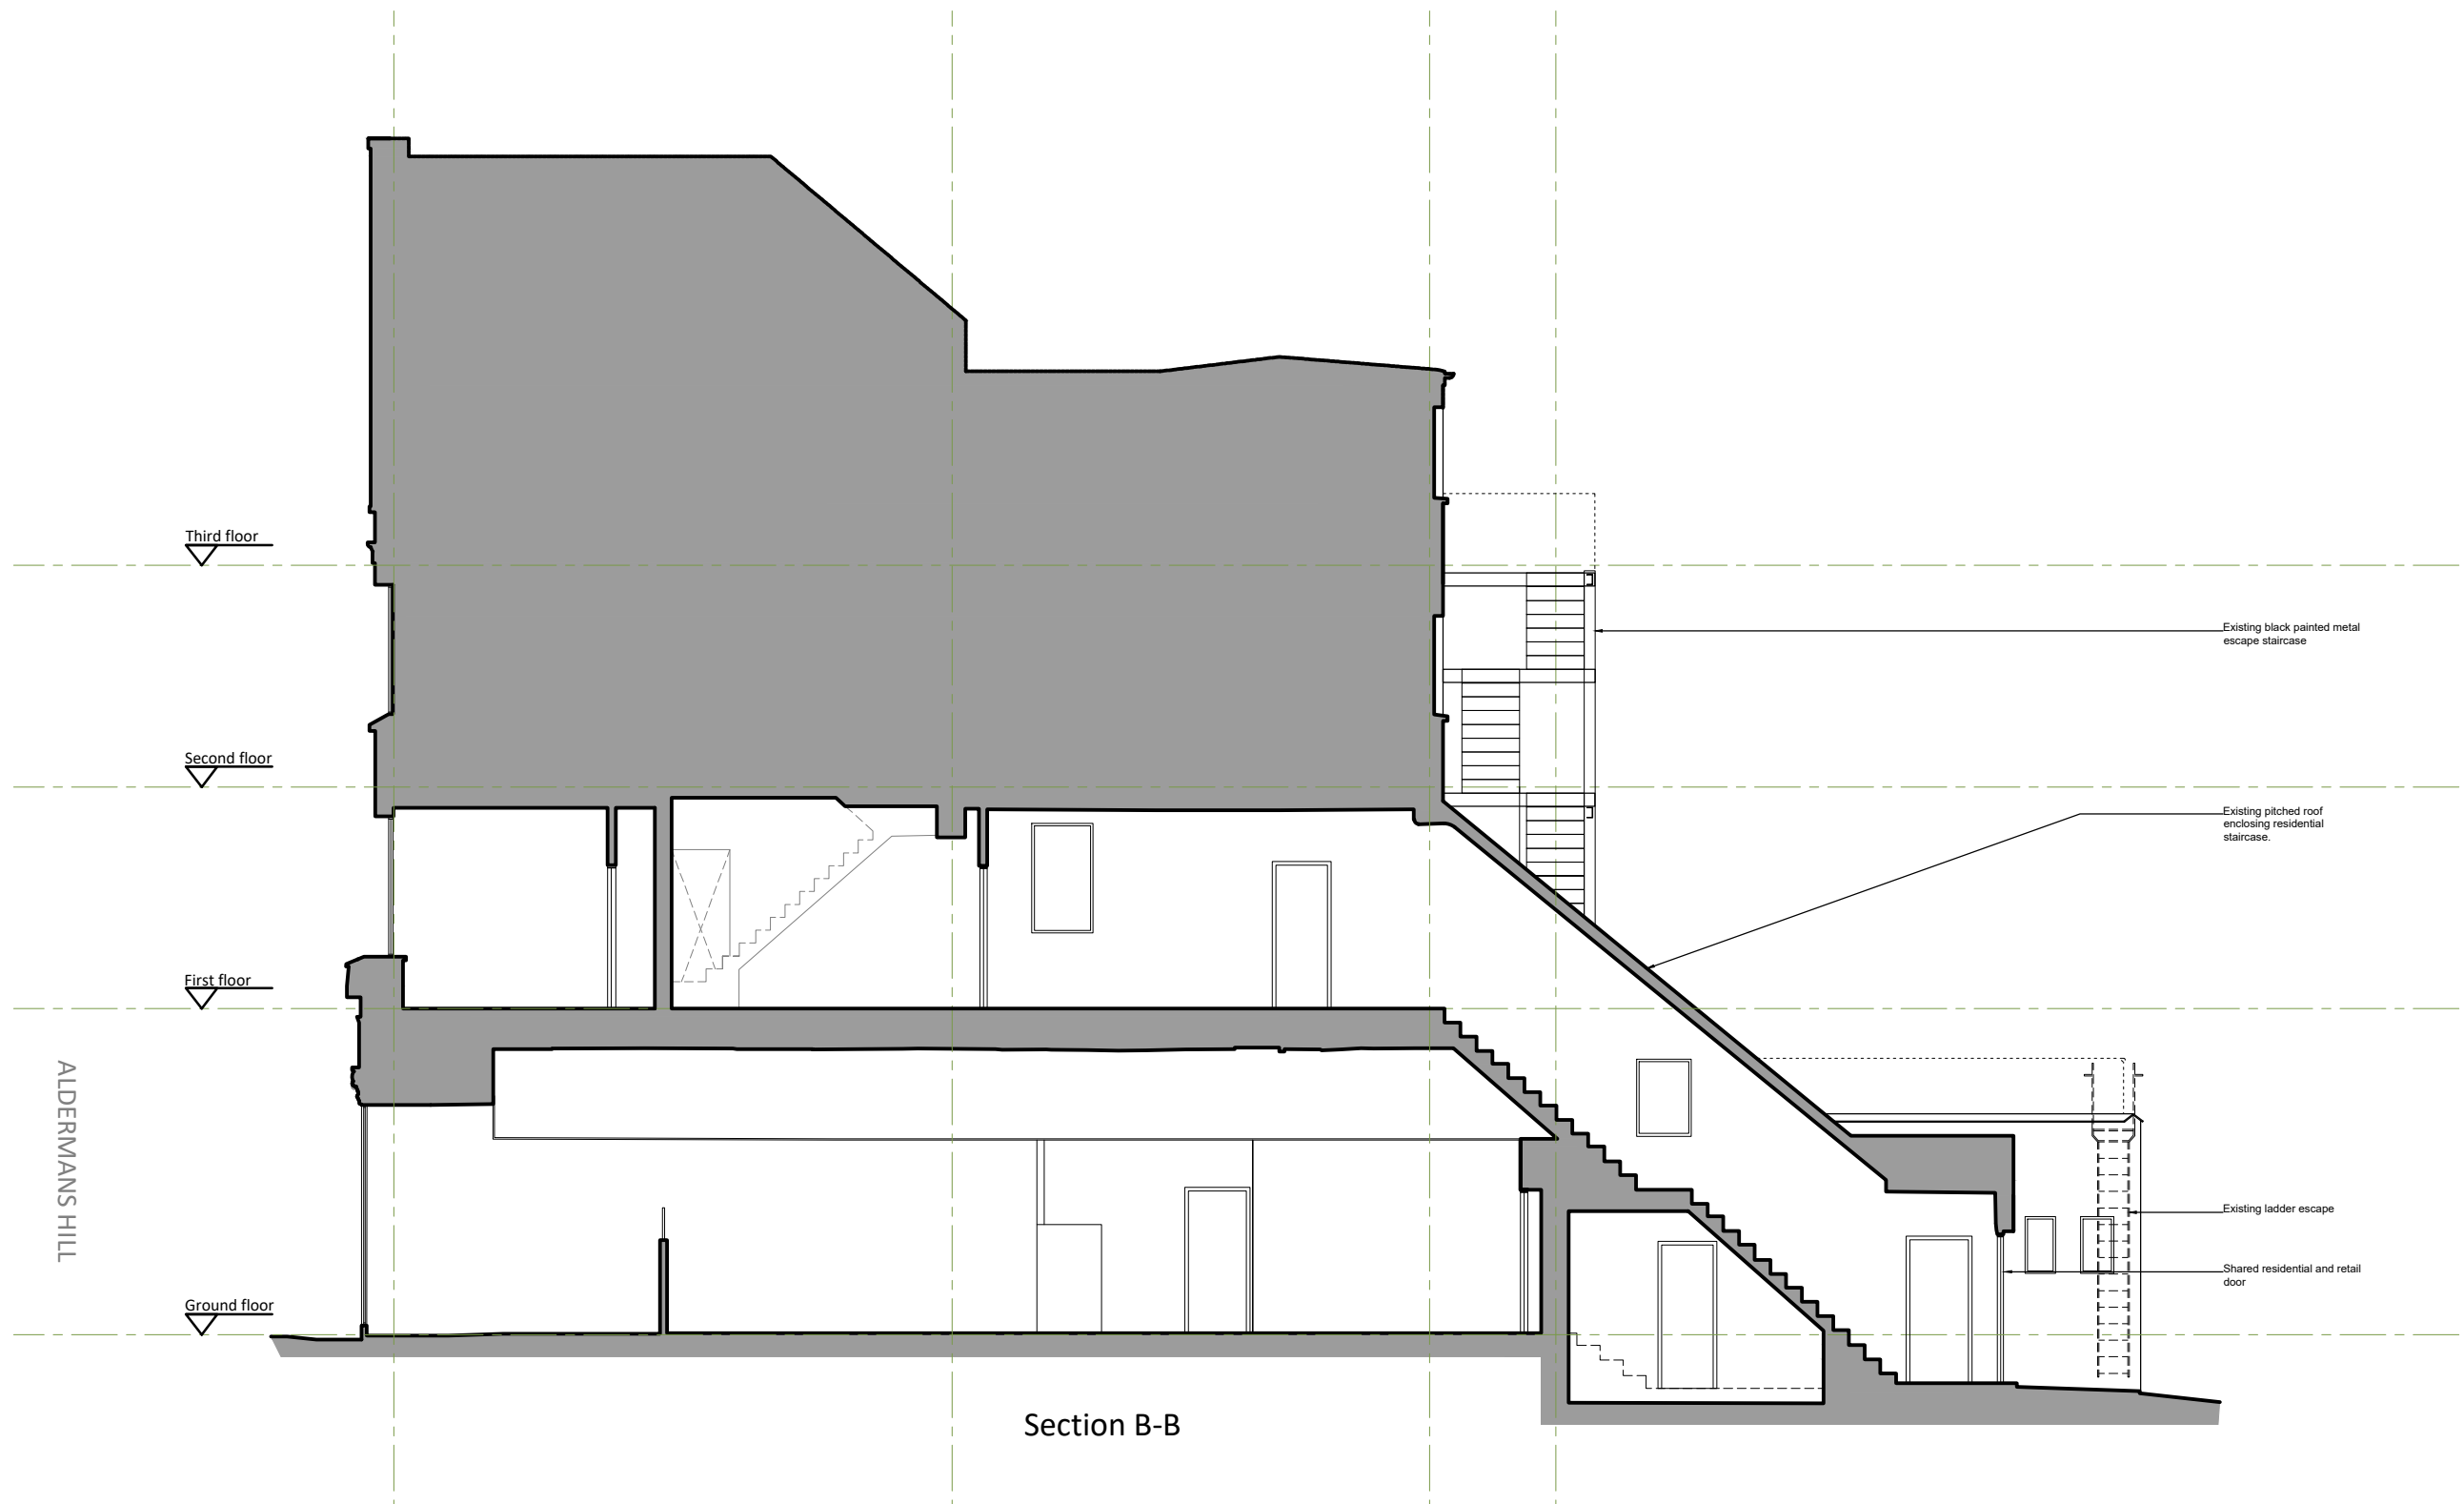 Third floor
Existing black painted metal
escape staircase
Second floor
Existing pitched roof
enclosing residential
staircase.
First floor
ALDERMANS HILL
Existing ladder escape
Shared residential and retail
door
Ground floor
Section B-B